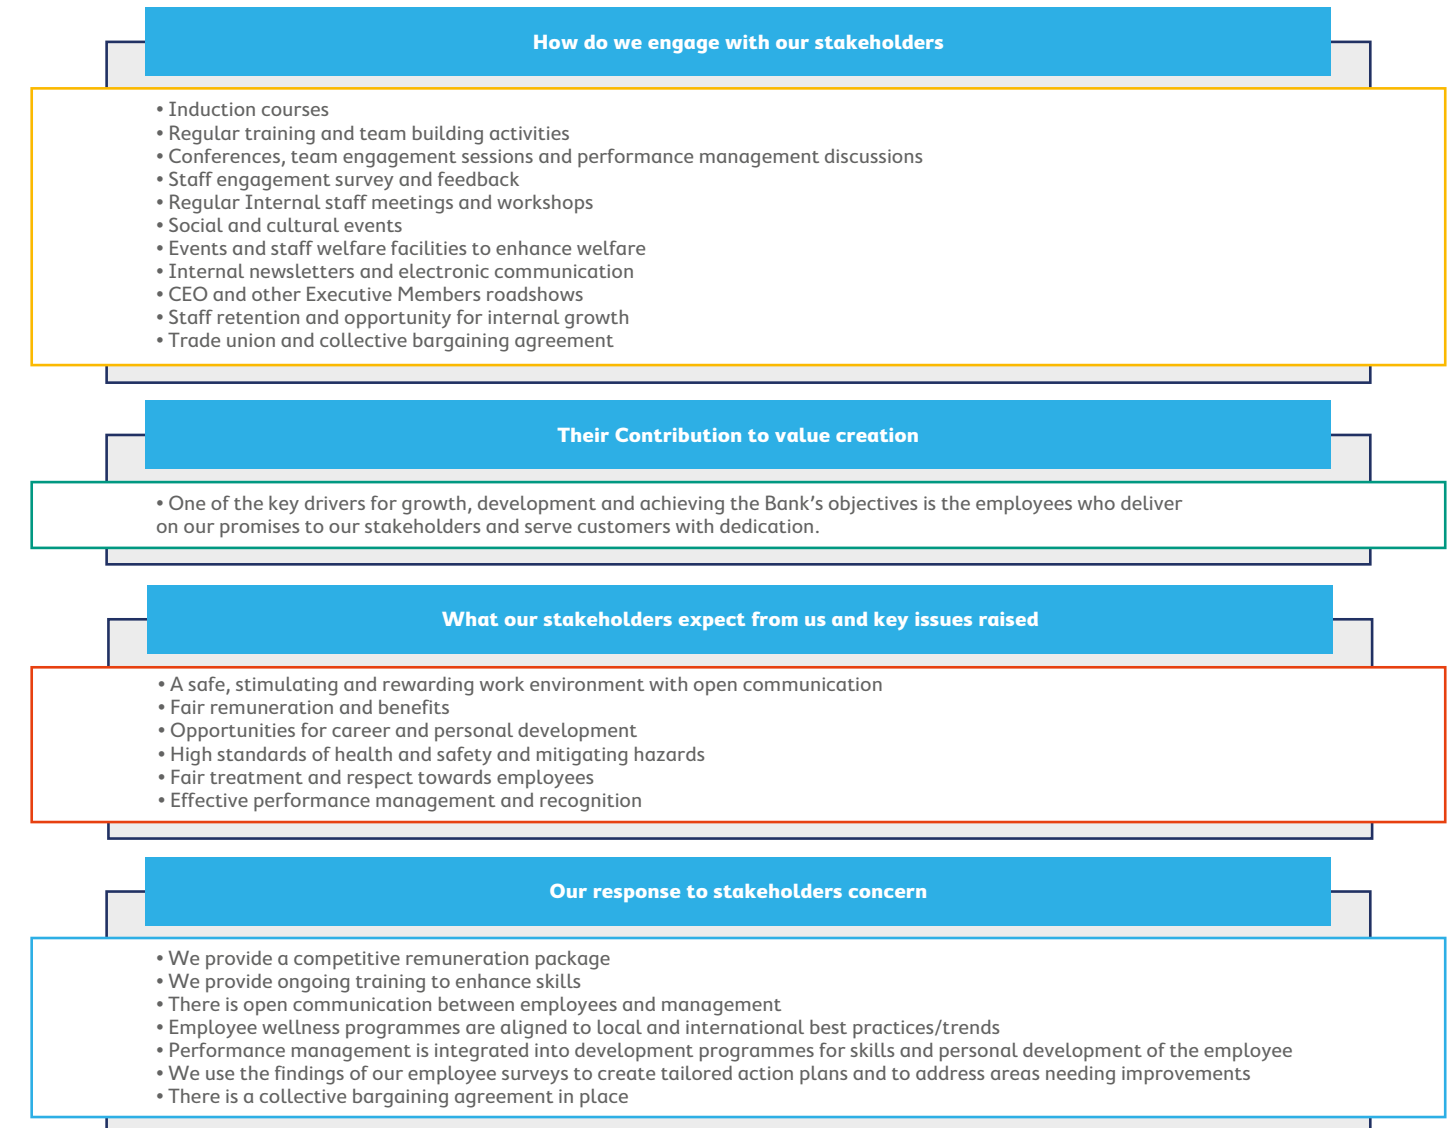 How do we engage with our stakeholders
• Induction courses
• Regular training and team building activities
• Conferences, team engagement sessions and performance management discussions
• Staff engagement survey and feedback
• Regular Internal staff meetings and workshops
• Social and cultural events
• Events and staff welfare facilities to enhance welfare
• Internal newsletters and electronic communication
• CEO and other Executive Members roadshows
• Staff retention and opportunity for internal growth
• Trade union and collective bargaining agreement
Their Contribution to value creation
• One of the key drivers for growth, development and achieving the Bank’s objectives is the employees who deliver
on our promises to our stakeholders and serve customers with dedication.
What our stakeholders expect from us and key issues raised
• A safe, stimulating and rewarding work environment with open communication
• Fair remuneration and benefits
• Opportunities for career and personal development
• High standards of health and safety and mitigating hazards
• Fair treatment and respect towards employees
• Effective performance management and recognition
Our response to stakeholders concern
• We provide a competitive remuneration package
• We provide ongoing training to enhance skills
• There is open communication between employees and management
• Employee wellness programmes are aligned to local and international best practices/trends
• Performance management is integrated into development programmes for skills and personal development of the employee
• We use the findings of our employee surveys to create tailored action plans and to address areas needing improvements
• There is a collective bargaining agreement in place